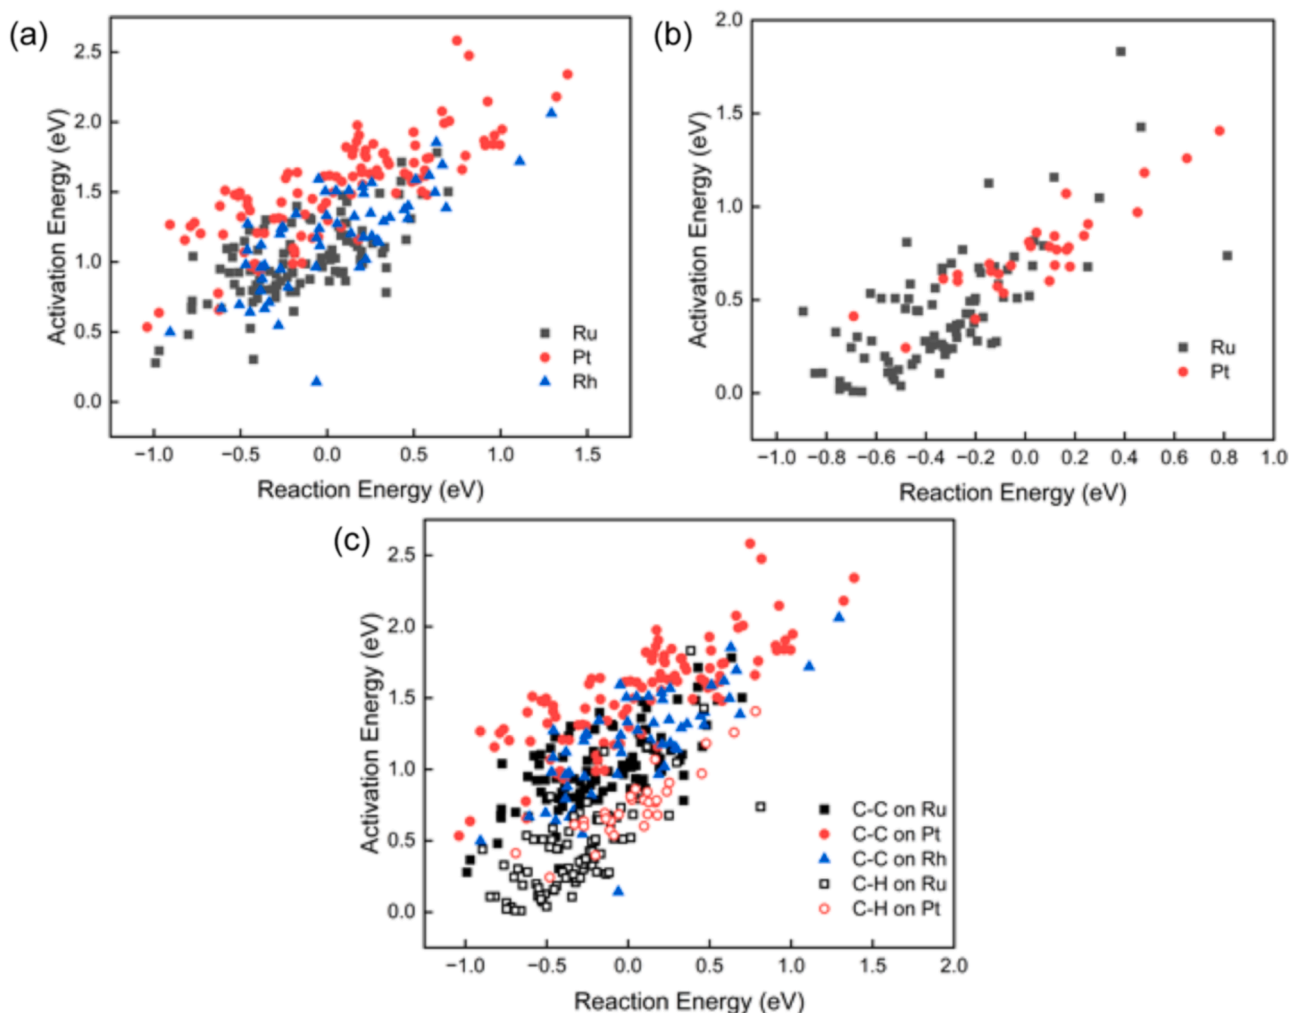 (a)
Activation Energy (eV)
2.5
2.0
1.5
1.0
0.5
0.0
Ru
Pt
Rh
−1.0 −0.5 0.0 0.5 1.0 1.5
Reaction Energy (eV)
(b)
Activation Energy (eV)
2.0
1.5
1.0
0.5
0.0
Ru
Pt
−1.0 −0.8 −0.6 −0.4 −0.2 0.0 0.2 0.4 0.6 0.8 1.0
Reaction Energy (eV)
(c)
Activation Energy (eV)
2.5
2.0
1.5
1.0
0.5
0.0
C-C on Ru
C-C on Pt
C-C on Rh
C-H on Ru
C-H on Pt
−1.0 −0.5 0.0 0.5 1.0 1.5 2.0
Reaction Energy (eV)